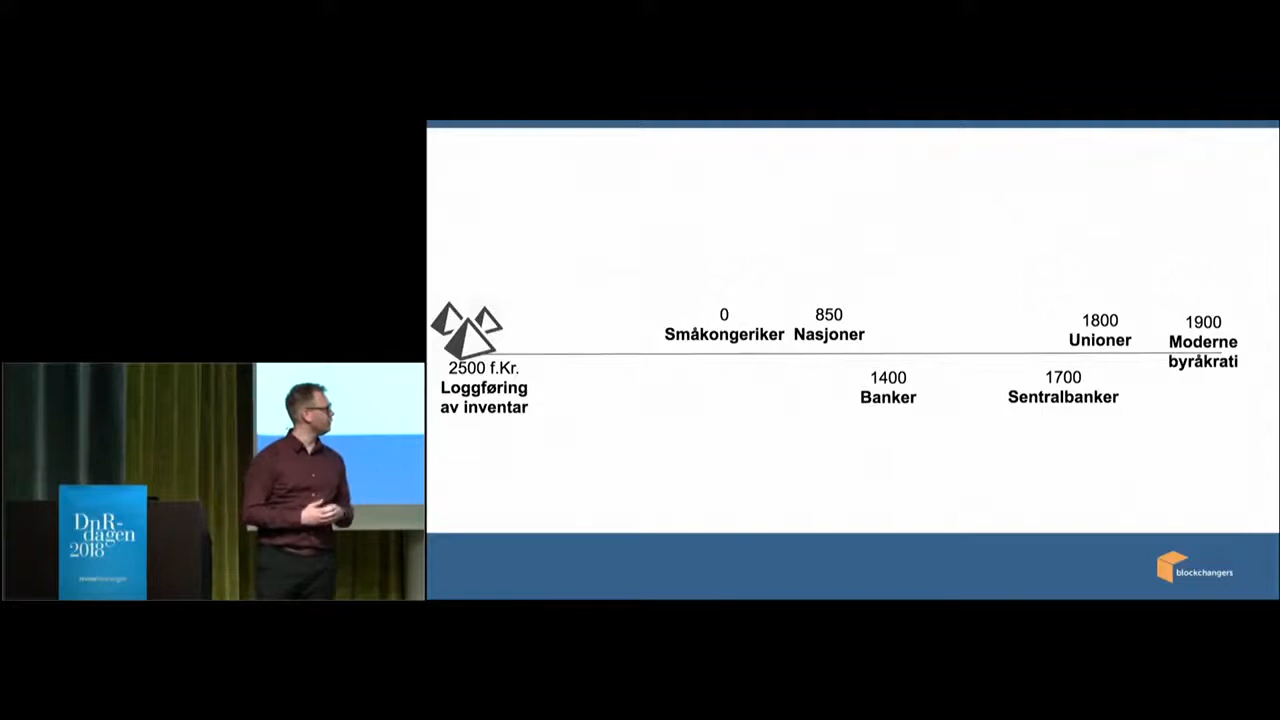 2500 f.Kr.
Loggføring
av inventar
0
Småkongeriker
850
Nasjoner
1400
Banker
1700
Sentralbanker
1800
Unioner
1900
Moderne
byråkrati
blockchangers
DnR-
dagen
2018